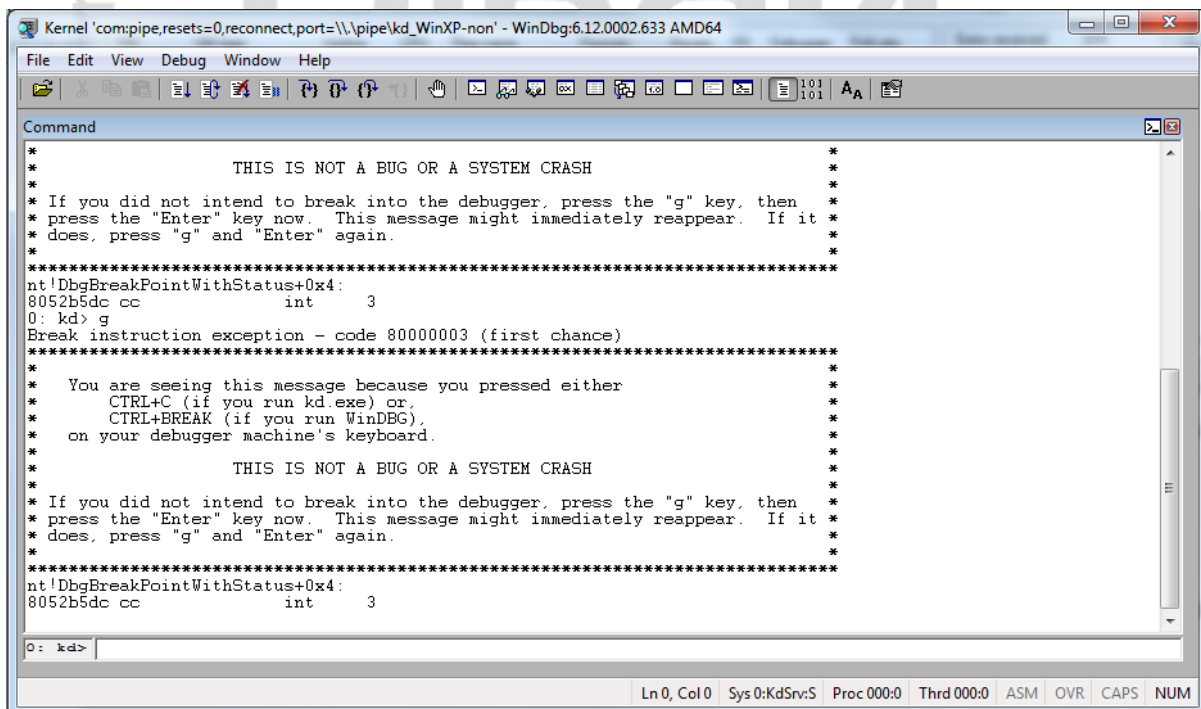 Kernel 'com:pipe,resets=0,reconnect,port=\\.\pipe\kd_WinXP-non' - WinDbg:6.12.0002.633 AMD64
File Edit View Debug Window Help
Command
*                                                                             *
*                   THIS IS NOT A BUG OR A SYSTEM CRASH                       *
*                                                                             *
* If you did not intend to break into the debugger, press the "g" key, then   *
* press the "Enter" key now.  This message might immediately reappear.  If it *
* does, press "g" and "Enter" again.                                          *
*                                                                             *
*******************************************************************************
nt!DbgBreakPointWithStatus+0x4:
8052b5dc cc              int     3
0: kd> g
Break instruction exception - code 80000003 (first chance)
*******************************************************************************
*                                                                             *
*   You are seeing this message because you pressed either                    *
*       CTRL+C (if you run kd.exe) or,                                        *
*       CTRL+BREAK (if you run WinDBG),                                       *
*   on your debugger machine's keyboard.                                      *
*                                                                             *
*                   THIS IS NOT A BUG OR A SYSTEM CRASH                       *
*                                                                             *
* If you did not intend to break into the debugger, press the "g" key, then   *
* press the "Enter" key now.  This message might immediately reappear.  If it *
* does, press "g" and "Enter" again.                                          *
*                                                                             *
*******************************************************************************
nt!DbgBreakPointWithStatus+0x4:
8052b5dc cc              int     3
0: kd>
Ln 0, Col 0 Sys 0:KdSrv:S Proc 000:0 Thrd 000:0 ASM OVR CAPS NUM